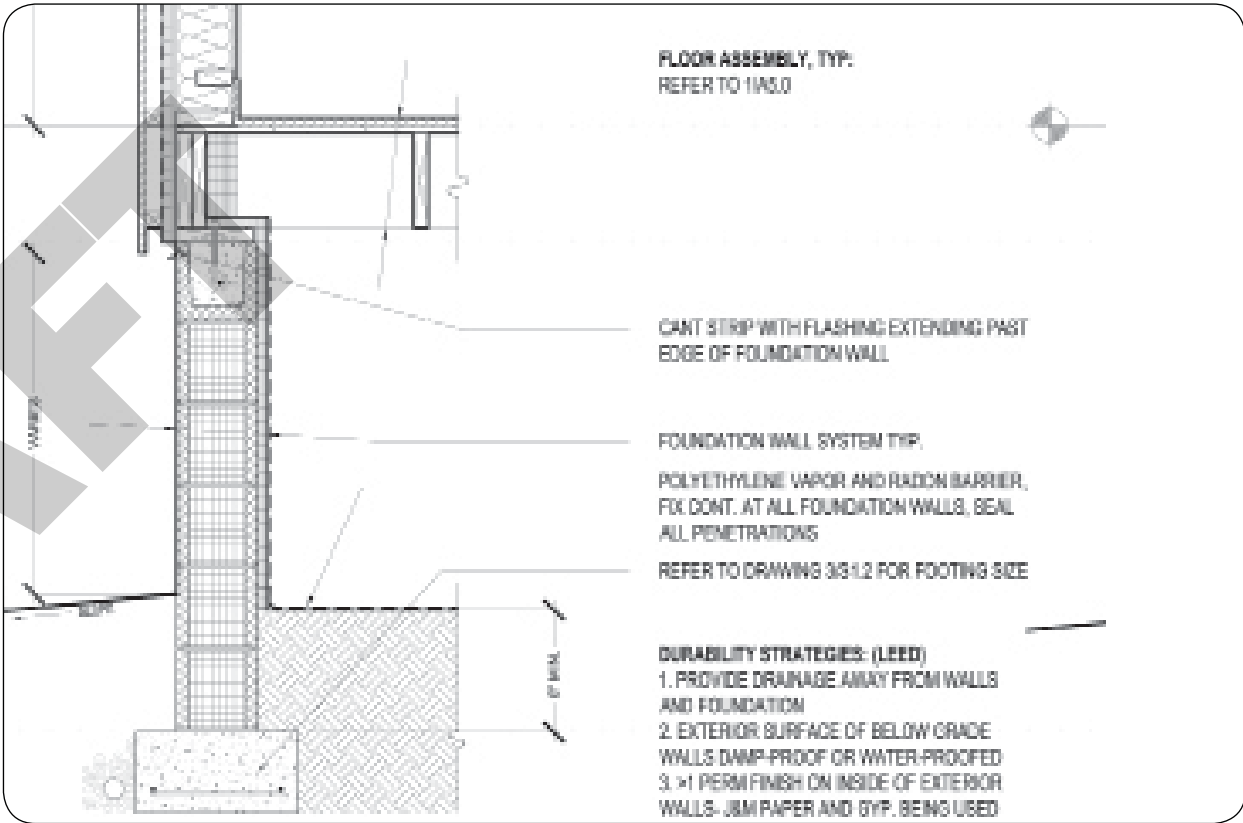 FLOOR ASSEMBLY, TYP:
REFER TO 1/A5.0
CANT STRIP WITH FLASHING EXTENDING PAST
EDGE OF FOUNDATION WALL
VARIES
FOUNDATION WALL SYSTEM TYP.
POLYETHYLENE VAPOR AND RADON BARRIER,
FIX CONT. AT ALL FOUNDATION WALLS, SEAL
ALL PENETRATIONS
REFER TO DRAWING 3/S1.2 FOR FOOTING SIZE
SLOPE
DURABILITY STRATEGIES: (LEED)
1. PROVIDE DRAINAGE AWAY FROM WALLS
AND FOUNDATION
2. EXTERIOR SURFACE OF BELOW GRADE
WALLS DAMP-PROOF OR WATER-PROOFED
3. >1 PERM FINISH ON INSIDE OF EXTERIOR
WALLS- PAPER AND GYP. BEING USED